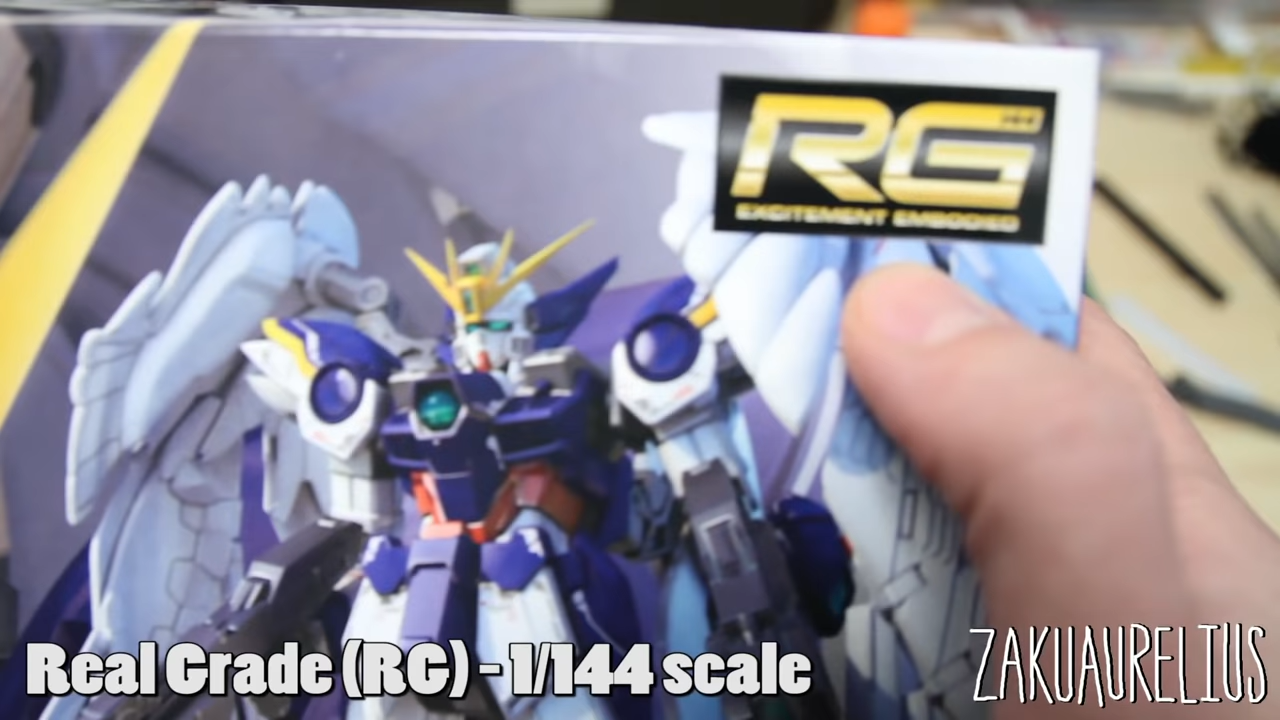 RG
EXCITEMENT EMBODIED
Real Grade (RG) - 1/144 scale
ZAKUAURELIUS